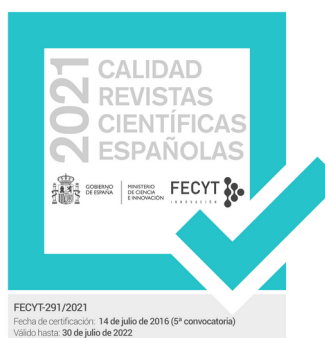 2021
CALIDAD
REVISTAS
CIENTÍFICAS
ESPAÑOLAS
GOBIERNO
DE ESPAÑA
MINISTERIO
DE CIENCIA
E INNOVACIÓN
FECYT
INNOVACIÓN
FECYT-291/2021
Fecha de certificación: 14 de julio de 2016 (5ª convocatoria)
Válido hasta: 30 de julio de 2022